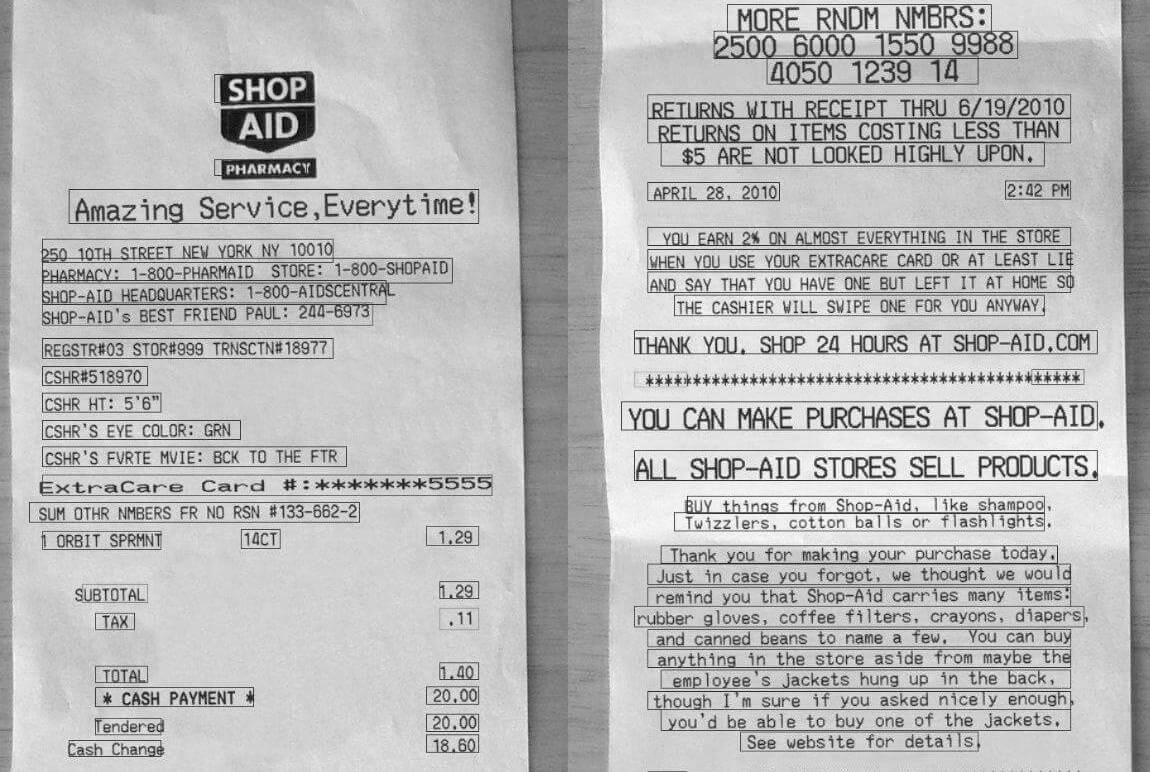 SHOP
AID
PHARMACY
Amazing Service,Everytime!
250 10TH STREET NEW YORK NY 10010
PHARMACY: 1-800-PHARMAID STORE: 1-800-SHOPAID
SHOP-AID HEADQUARTERS: 1-800-AIDSCENTRAL
SHOP-AID's BEST FRIEND PAUL: 244-6973
REGSTR#03 STOR#999 TRNSCTN#18977
CSHR#518970
CSHR HT: 5'6"
CSHR'S EYE COLOR: GRN
CSHR'S FVRTE MVIE: BCK TO THE FTR
ExtraCare Card #:*******5555
SUM OTHR NMBERS FR NO RSN #133-662-2
1 ORBIT SPRMNT 14CT 1.29
SUBTOTAL 1.29
TAX .11
TOTAL 1.40
* CASH PAYMENT * 20.00
Tendered 20.00
Cash Change 18.60
MORE RNDM NMBRS:
2500 6000 1550 9988
4050 1239 14
RETURNS WITH RECEIPT THRU 6/19/2010
RETURNS ON ITEMS COSTING LESS THAN
$5 ARE NOT LOOKED HIGHLY UPON.
APRIL 28, 2010 2:42 PM
YOU EARN 2% ON ALMOST EVERYTHING IN THE STORE
WHEN YOU USE YOUR EXTRACARE CARD OR AT LEAST LIE
AND SAY THAT YOU HAVE ONE BUT LEFT IT AT HOME SO
THE CASHIER WILL SWIPE ONE FOR YOU ANYWAY.
THANK YOU. SHOP 24 HOURS AT SHOP-AID.COM
**********************************************
YOU CAN MAKE PURCHASES AT SHOP-AID.
ALL SHOP-AID STORES SELL PRODUCTS.
BUY things from Shop-Aid, like shampoo,
Twizzlers, cotton balls or flashlights.
Thank you for making your purchase today.
Just in case you forgot, we thought we would
remind you that Shop-Aid carries many items:
rubber gloves, coffee filters, crayons, diapers,
and canned beans to name a few. You can buy
anything in the store aside from maybe the
employee's jackets hung up in the back,
though I'm sure if you asked nicely enough,
you'd be able to buy one of the jackets.
See website for details.